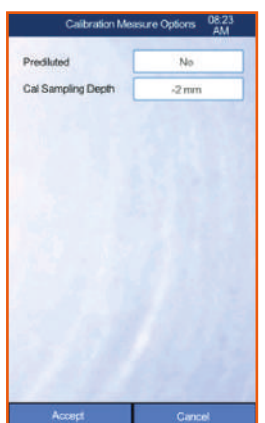 Calibration Measure Options 08:23 AM
Prediluted No
Cal Sampling Depth -2 mm
Accept Cancel